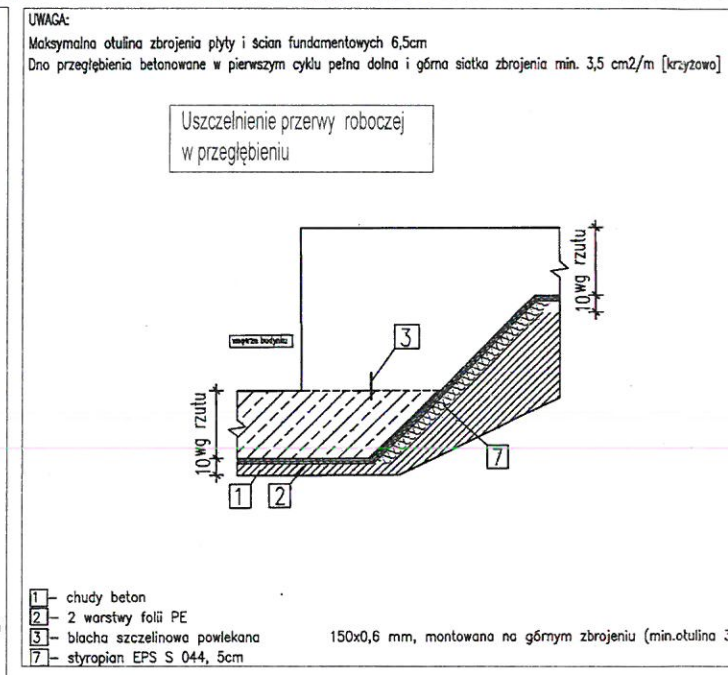 UWAGA:
Maksymalna otulina zbrojenia płyty i ścian fundamentowych 6,5cm
Dno przegłębienia betonowane w pierwszym cyklu pełna dolna i górna siatka zbrojenia min. 3,5 cm2/m [krzyżowo]
Uszczelnienie przerwy roboczej
w przegłębieniu
wg rzutu
10
wnętrze budynku
3
wg rzutu
10
7
1
2
1 - chudy beton
2 - 2 warstwy folii PE
3 - blacha szczelinowa powlekana 150x0,6 mm, montowana na górnym zbrojeniu (min.otulina 3
7 - styropian EPS S 044, 5cm